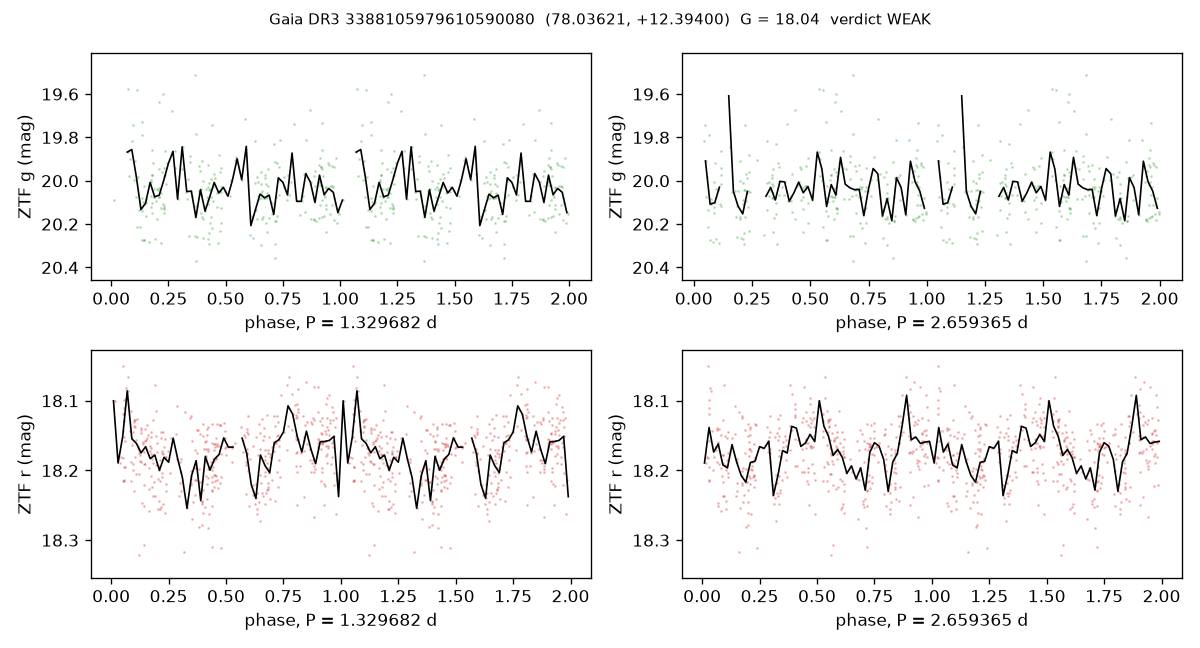 Gaia DR3 3388105979610590080 (78.03621, +12.39400) G = 18.04 verdict WEAK
ZTF g (mag)
19.6
19.8
20.0
20.2
20.4
0.00 0.25 0.50 0.75 1.00 1.25 1.50 1.75 2.00
phase, P = 1.329682 d
ZTF g (mag)
19.6
19.8
20.0
20.2
20.4
0.00 0.25 0.50 0.75 1.00 1.25 1.50 1.75 2.00
phase, P = 2.659365 d
ZTF r (mag)
18.1
18.2
18.3
0.00 0.25 0.50 0.75 1.00 1.25 1.50 1.75 2.00
phase, P = 1.329682 d
ZTF r (mag)
18.1
18.2
18.3
0.00 0.25 0.50 0.75 1.00 1.25 1.50 1.75 2.00
phase, P = 2.659365 d